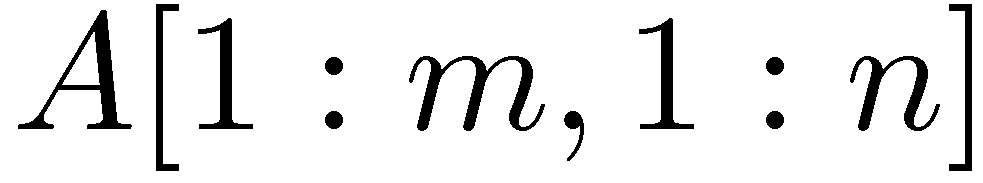 A[1 : m, 1 : n]